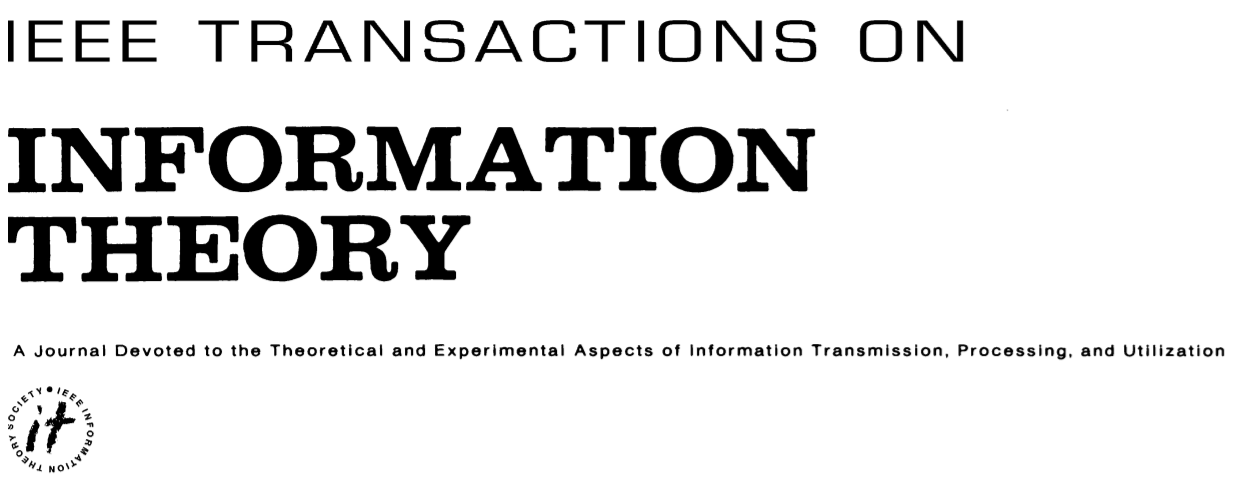 IEEE TRANSACTIONS ON
INFORMATION
THEORY
A Journal Devoted to the Theoretical and Experimental Aspects of Information Transmission, Processing, and Utilization
IEEE INFORMATION THEORY SOCIETY •
it